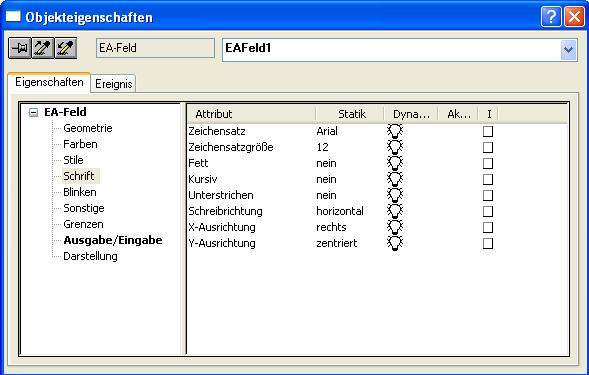 Objekteigenschaften
EA-Feld EAFeld1
Eigenschaften Ereignis
EA-Feld
Geometrie
Farben
Stile
Schrift
Blinken
Sonstige
Grenzen
Ausgabe/Eingabe
Darstellung
Attribut Statik Dyna... Ak... I
Zeichensatz Arial
Zeichensatzgröße 12
Fett nein
Kursiv nein
Unterstrichen nein
Schreibrichtung horizontal
X-Ausrichtung rechts
Y-Ausrichtung zentriert